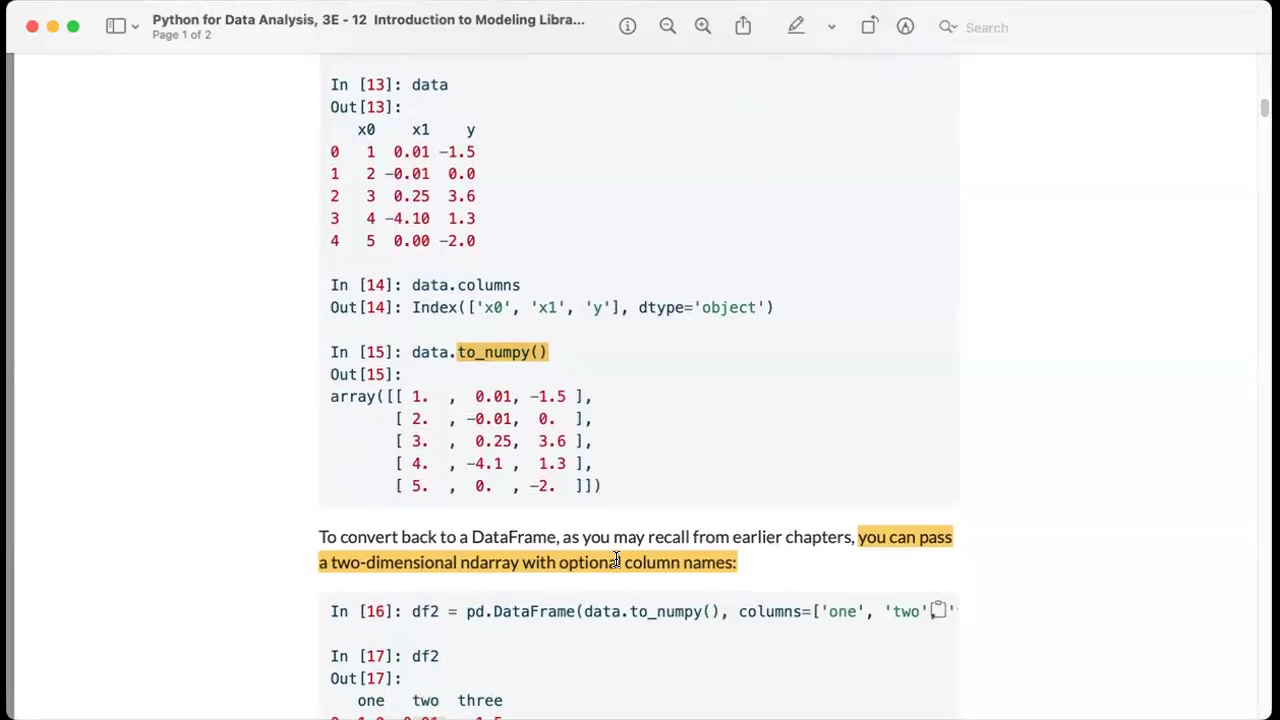 Python for Data Analysis, 3E - 12 Introduction to Modeling Libra...
Page 1 of 2
Search
In [13]: data
Out[13]:
x0 x1 y
0 1 0.01 -1.5
1 2 -0.01 0.0
2 3 0.25 3.6
3 4 -4.10 1.3
4 5 0.00 -2.0
In [14]: data.columns
Out[14]: Index(['x0', 'x1', 'y'], dtype='object')
In [15]: data.to_numpy()
Out[15]:
array([[ 1. , 0.01, -1.5 ],
[ 2. , -0.01, 0. ],
[ 3. , 0.25, 3.6 ],
[ 4. , -4.1 , 1.3 ],
[ 5. , 0. , -2. ]])
To convert back to a DataFrame, as you may recall from earlier chapters, you can pass
a two-dimensional ndarray with optional column names:
In [16]: df2 = pd.DataFrame(data.to_numpy(), columns=['one', 'two',
In [17]: df2
Out[17]:
one two three